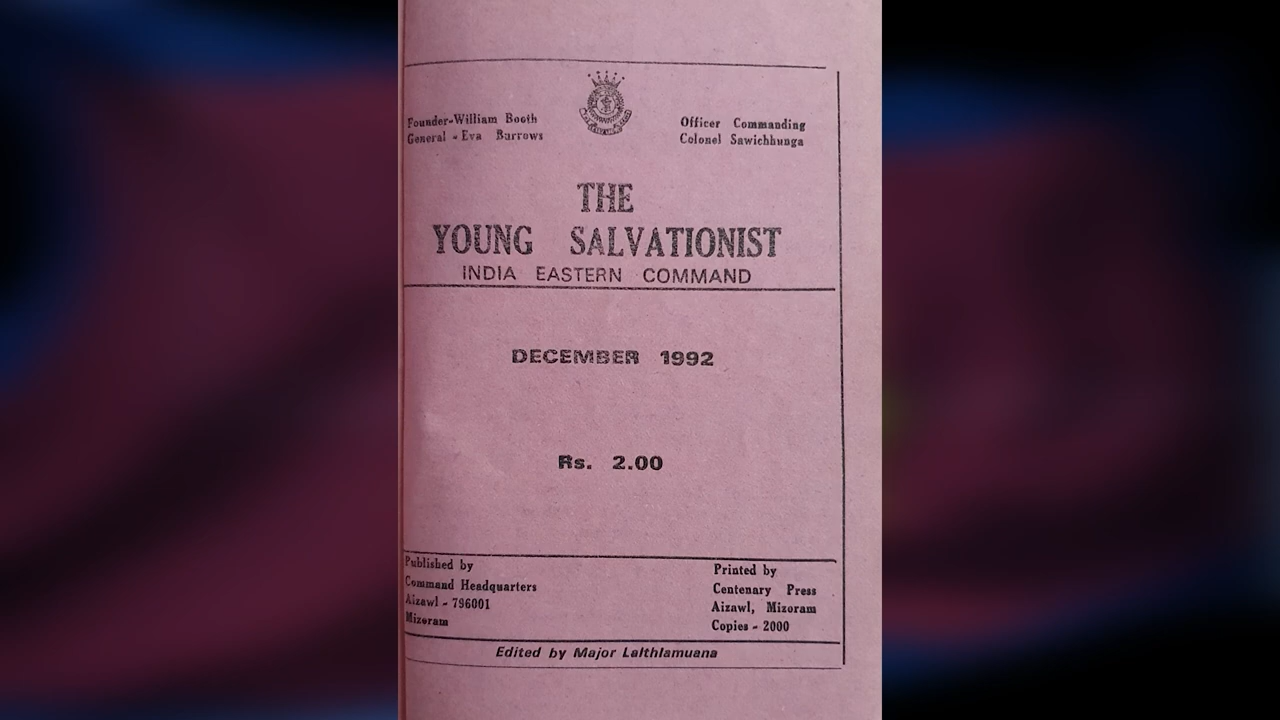 Founder-William Booth
General - Eva Burrows
Officer Commanding
Colonel Sawichhunga
THE
YOUNG SALVATIONIST
INDIA EASTERN COMMAND
DECEMBER 1992
Rs. 2.00
Published by
Command Headquarters
Aizawl - 796001
Mizoram
Printed by
Centenary Press
Aizawl, Mizoram
Copies - 2000
Edited by Major Lalthlamuana